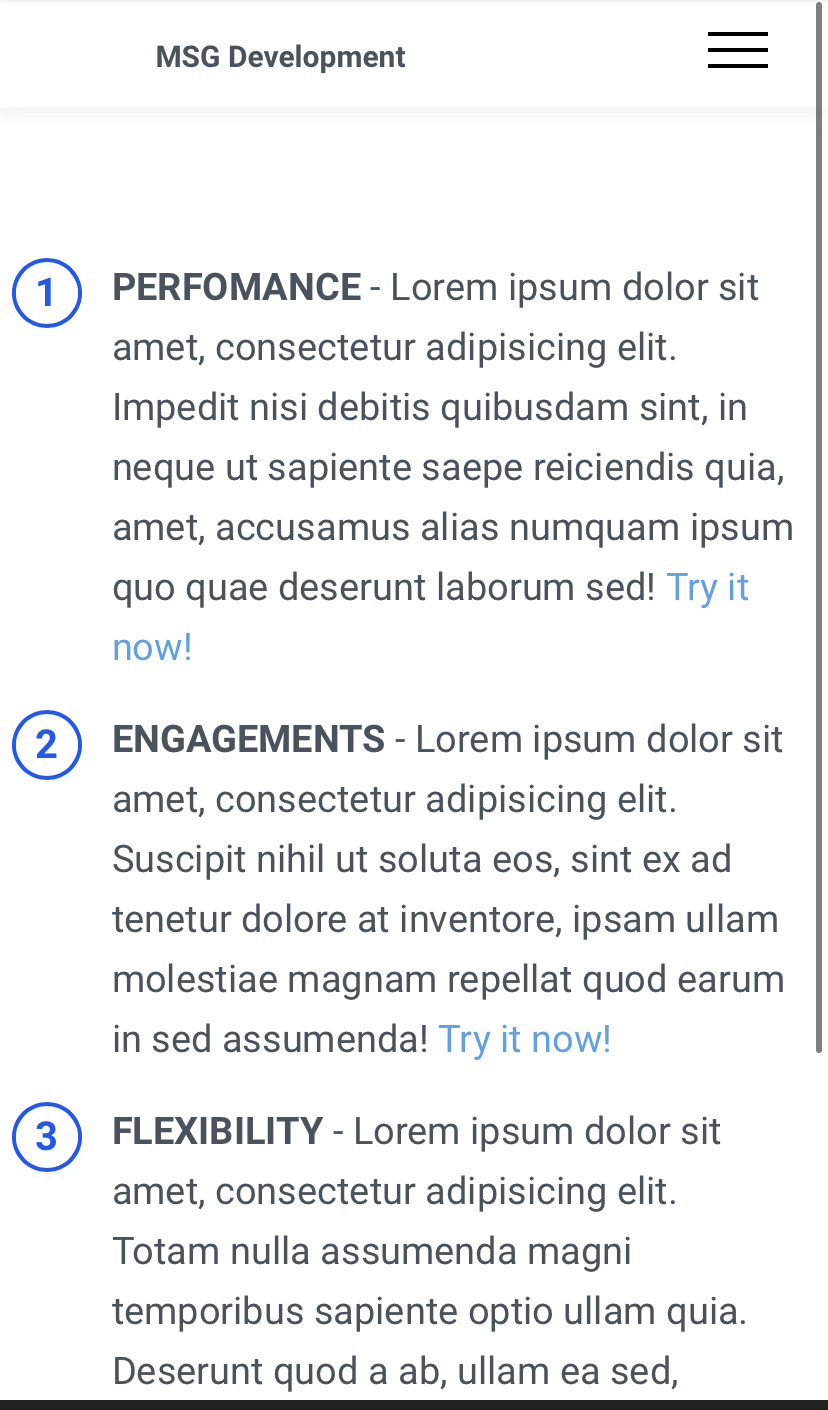 MSG Development
1
PERFOMANCE - Lorem ipsum dolor sit
amet, consectetur adipisicing elit.
Impedit nisi debitis quibusdam sint, in
neque ut sapiente saepe reiciendis quia,
amet, accusamus alias numquam ipsum
quo quae deserunt laborum sed! Try it
now!
2
ENGAGEMENTS - Lorem ipsum dolor sit
amet, consectetur adipisicing elit.
Suscipit nihil ut soluta eos, sint ex ad
tenetur dolore at inventore, ipsam ullam
molestiae magnam repellat quod earum
in sed assumenda! Try it now!
3
FLEXIBILITY - Lorem ipsum dolor sit
amet, consectetur adipisicing elit.
Totam nulla assumenda magni
temporibus sapiente optio ullam quia.
Deserunt quod a ab, ullam ea sed,